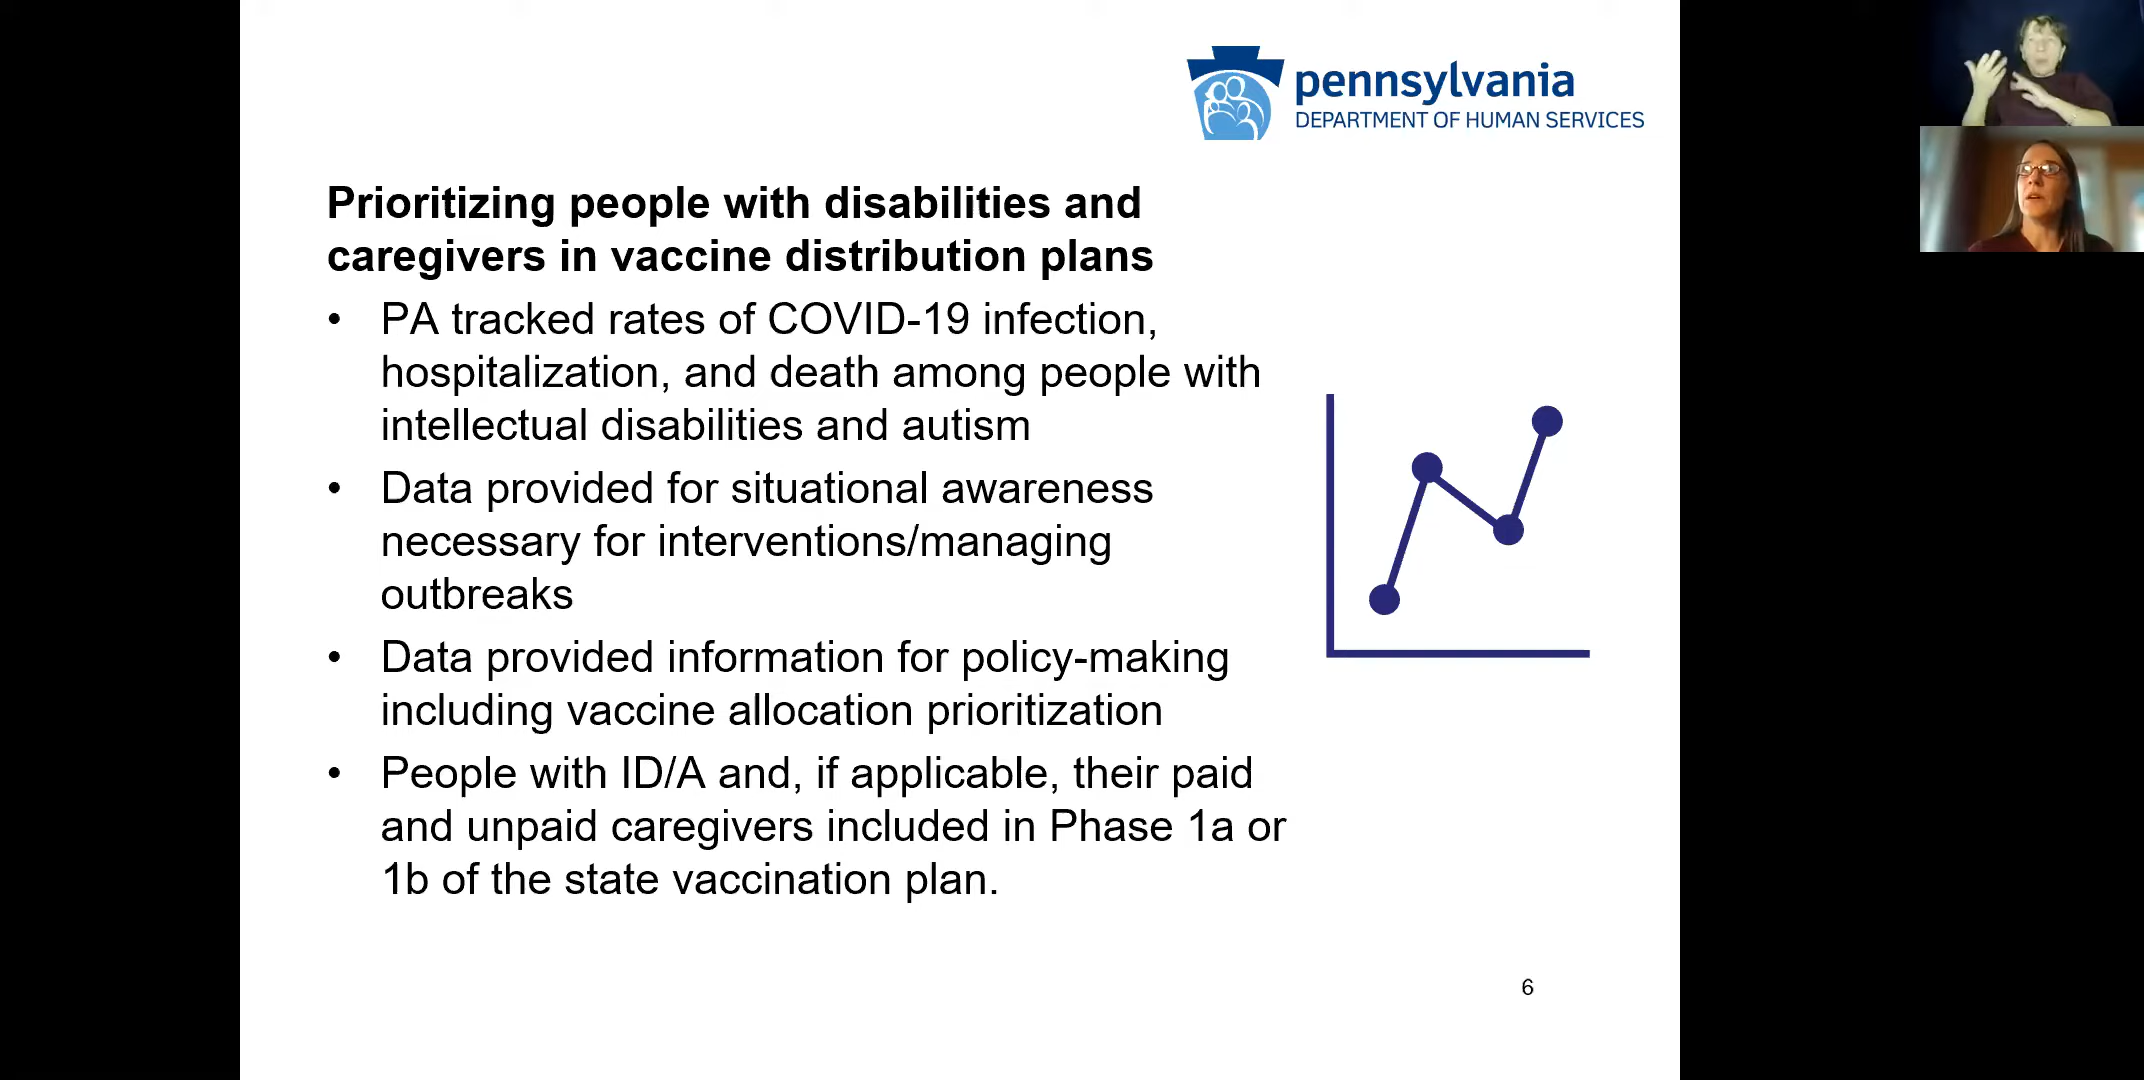 pennsylvania
DEPARTMENT OF HUMAN SERVICES
Prioritizing people with disabilities and
caregivers in vaccine distribution plans
• PA tracked rates of COVID-19 infection,
hospitalization, and death among people with
intellectual disabilities and autism
• Data provided for situational awareness
necessary for interventions/managing
outbreaks
• Data provided information for policy-making
including vaccine allocation prioritization
• People with ID/A and, if applicable, their paid
and unpaid caregivers included in Phase 1a or
1b of the state vaccination plan.
6